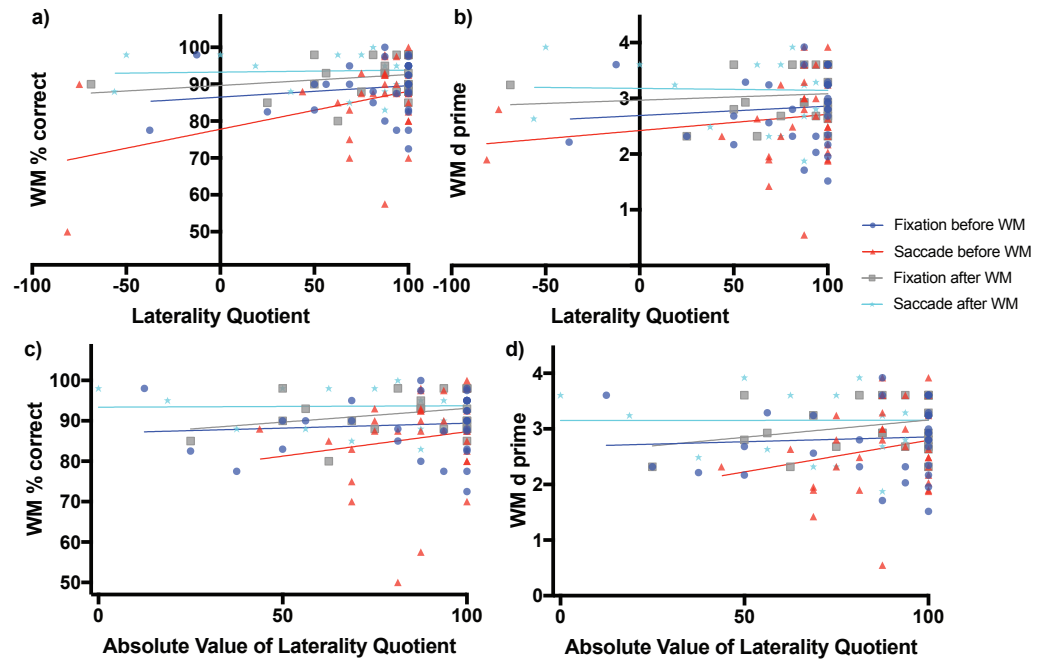 a)
WM % correct
100
90
80
70
60
50
-100
-50
0
50
100
Laterality Quotient
b)
WM d prime
4
3
2
1
-100
-50
0
50
100
Laterality Quotient
Fixation before WM
Saccade before WM
Fixation after WM
Saccade after WM
c)
WM % correct
100
90
80
70
60
50
0
50
100
Absolute Value of Laterality Quotient
d)
WM d prime
4
3
2
1
0
0
50
100
Absolute Value of Laterality Quotient